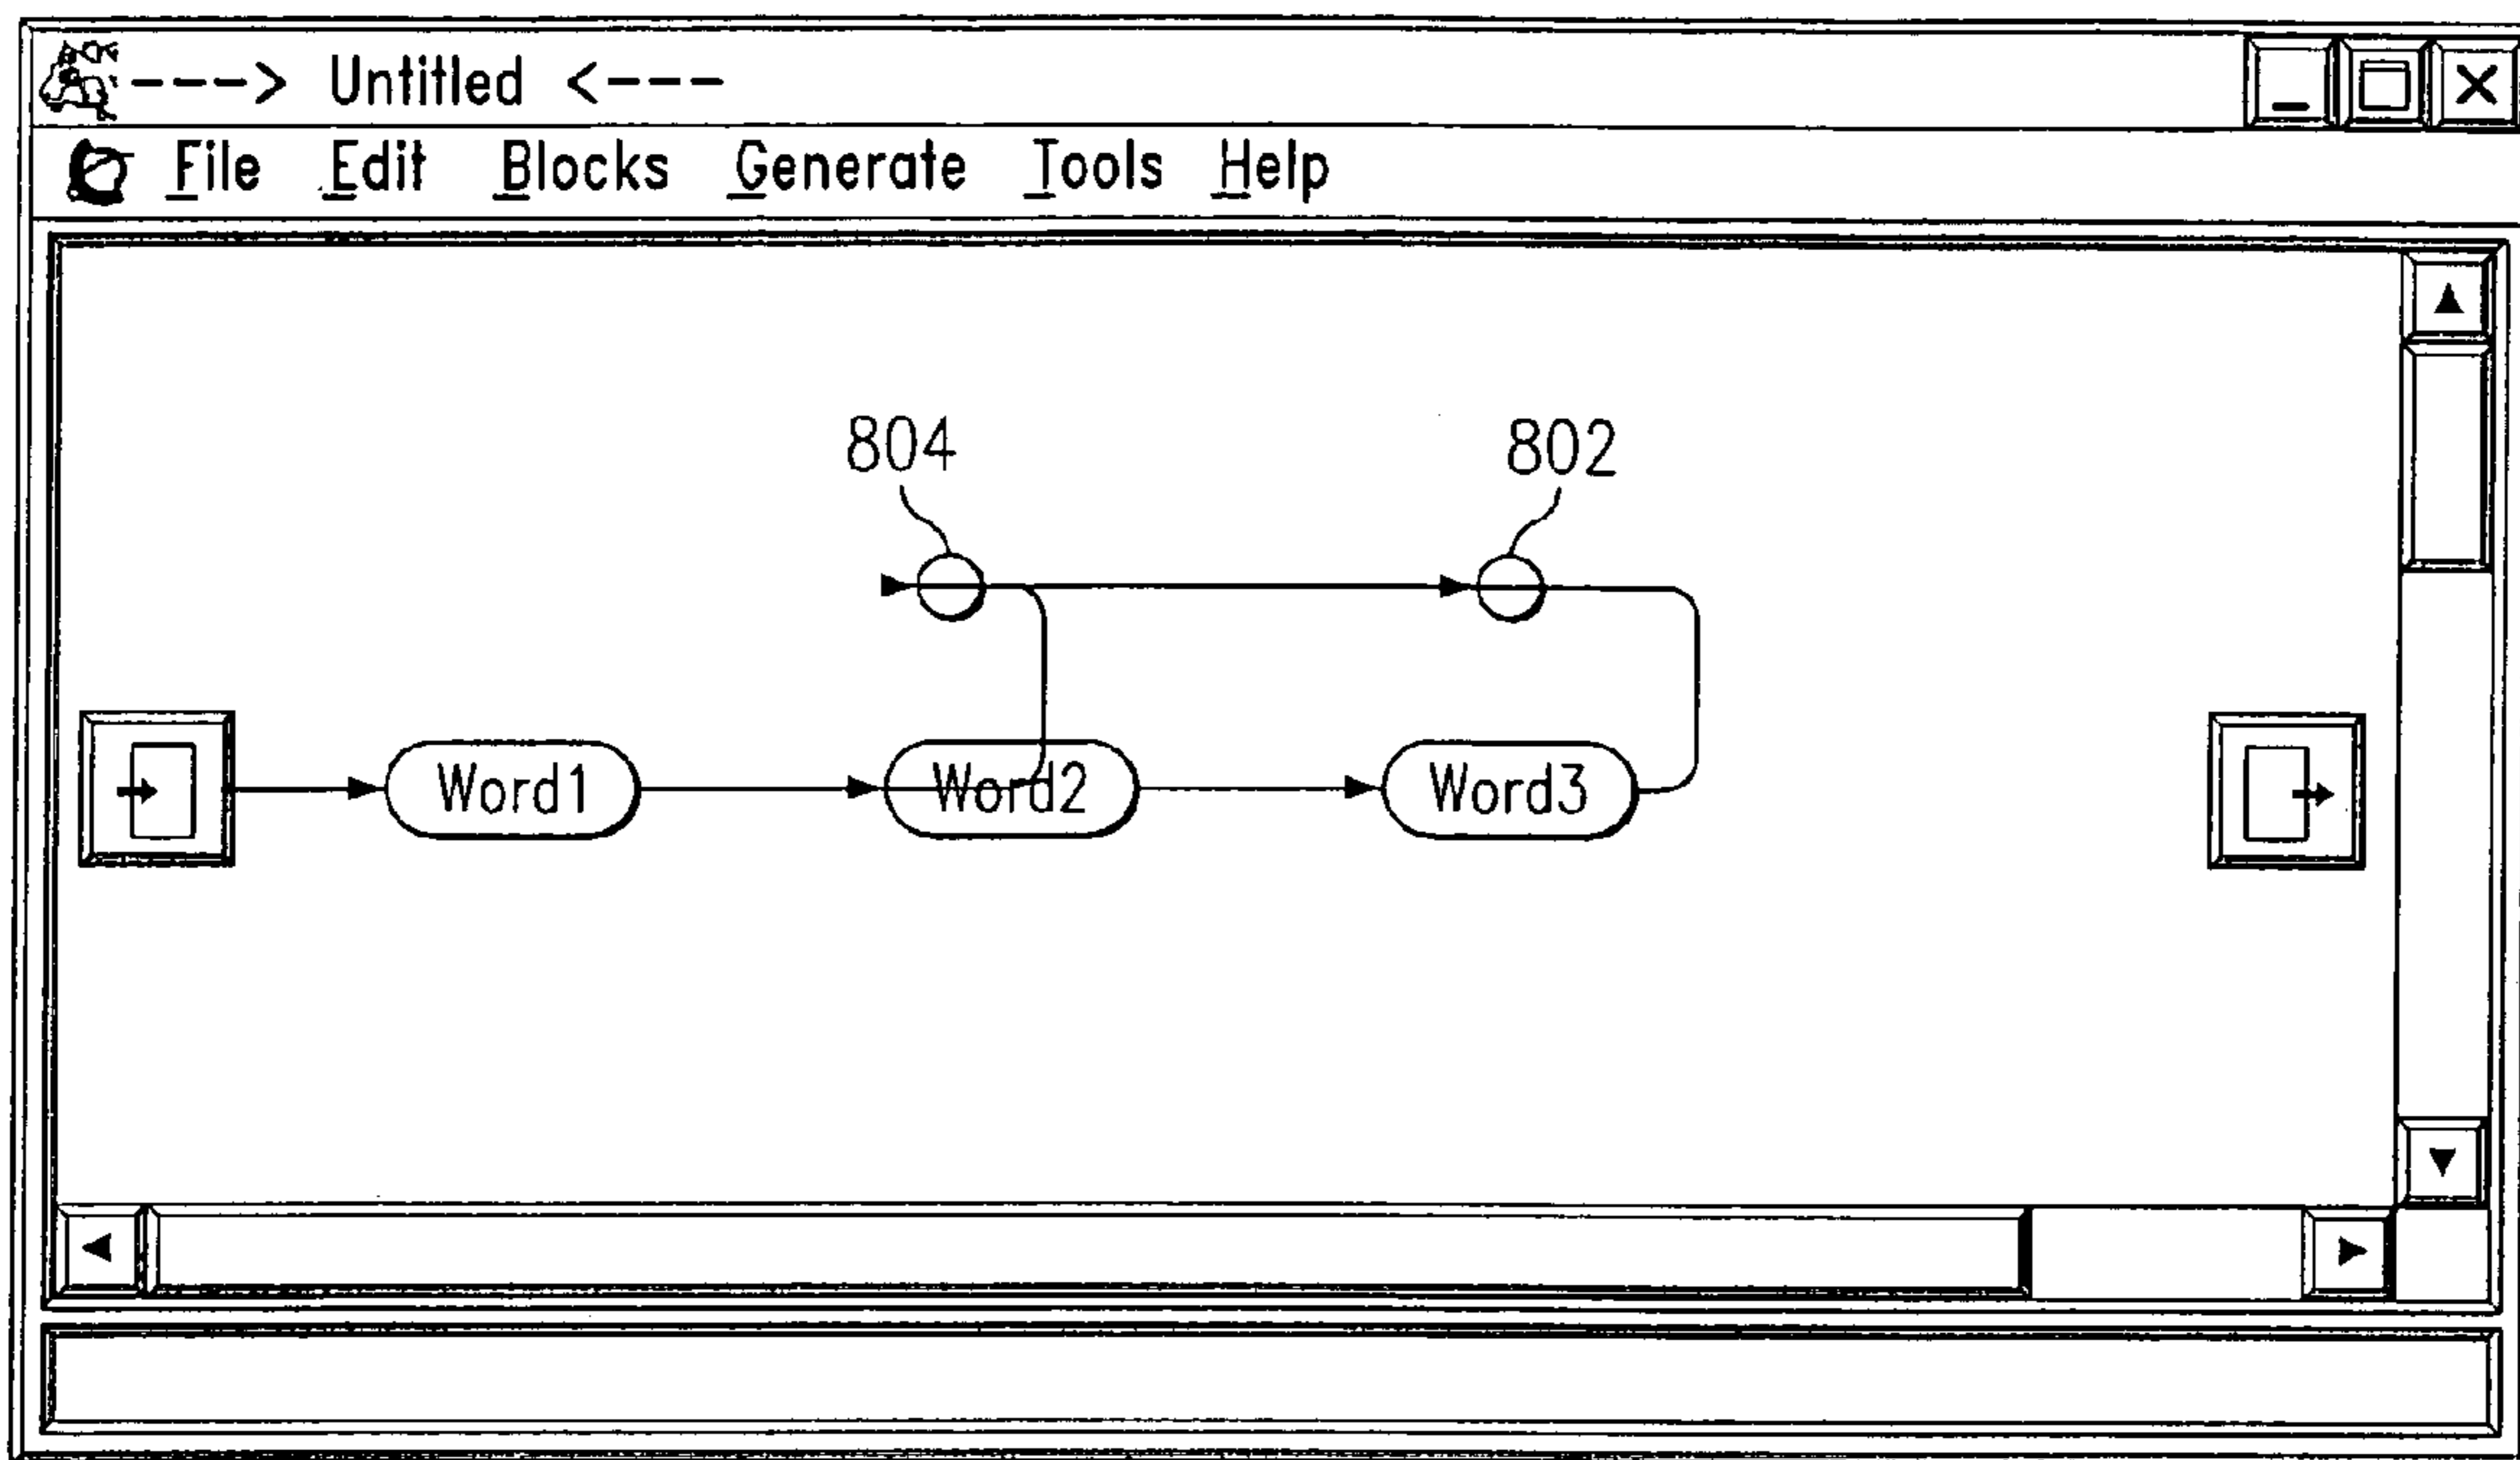 ---> Untitled <---
File Edit Blocks Generate Tools Help
804 802
Word1 Word2 Word3